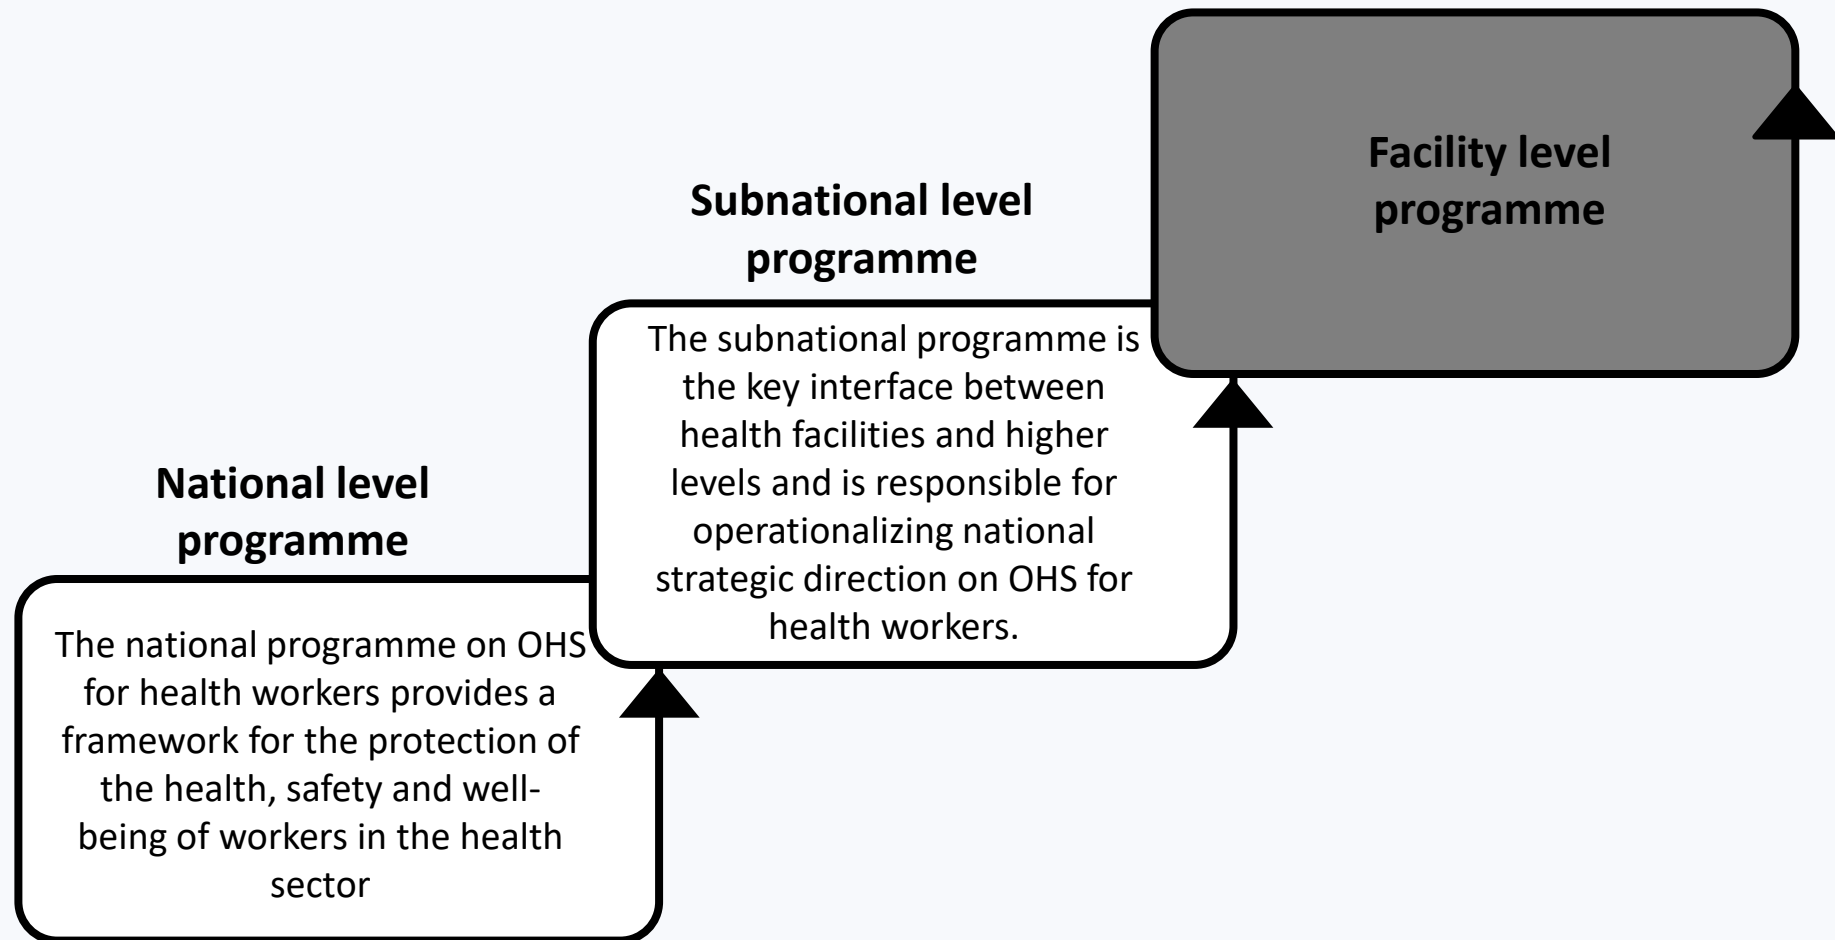 National level
programme
The national programme on OHS
for health workers provides a
framework for the protection of
the health, safety and well-
being of workers in the health
sector
Subnational level
programme
The subnational programme is
the key interface between
health facilities and higher
levels and is responsible for
operationalizing national
strategic direction on OHS for
health workers.
Facility level
programme